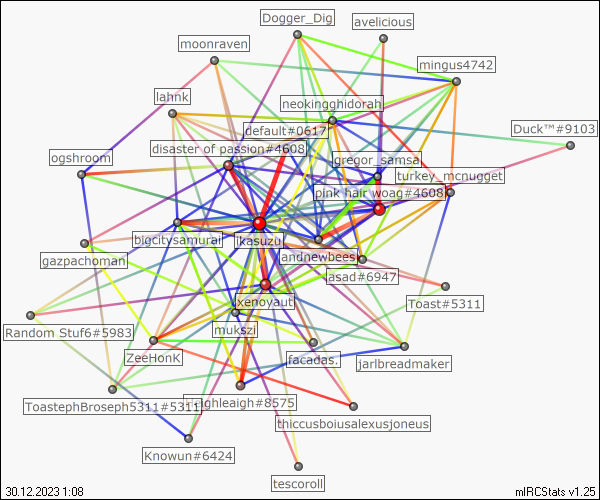 Dogger_Dig
avelicious
moonraven
mingus4742
lahnk
neokingghidorah
Duck™#9103
default#0617
disaster of passion#4608
gregor_samsa
ogshroom
turkey_mcnugget
pink hair woag#4608
bigcitysamurai
ikasuzu
andnewbees
gazpachoman
asad#6947
xenoyaut
Toast#5311
mukszi
Random Stuf6#5983
ZeeHonK
facadas.
jarlbreadmaker
ToastephBroseph5311#5311
#8575
thiccusboiusalexusjoneus
Knowun#6424
tescoroll
30.12.2023 1:08
mIRCStats v1.25